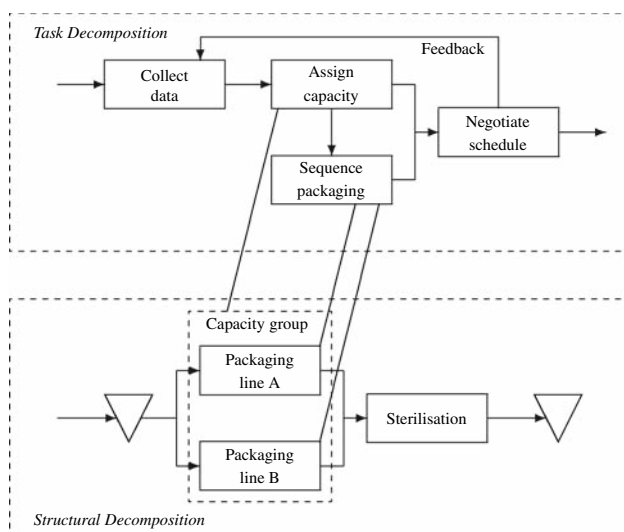 Task Decomposition
Feedback
Collect
data
Assign
capacity
Negotiate
schedule
Sequence
packaging
Capacity group
Packaging
line A
Sterilisation
Packaging
line B
Structural Decomposition